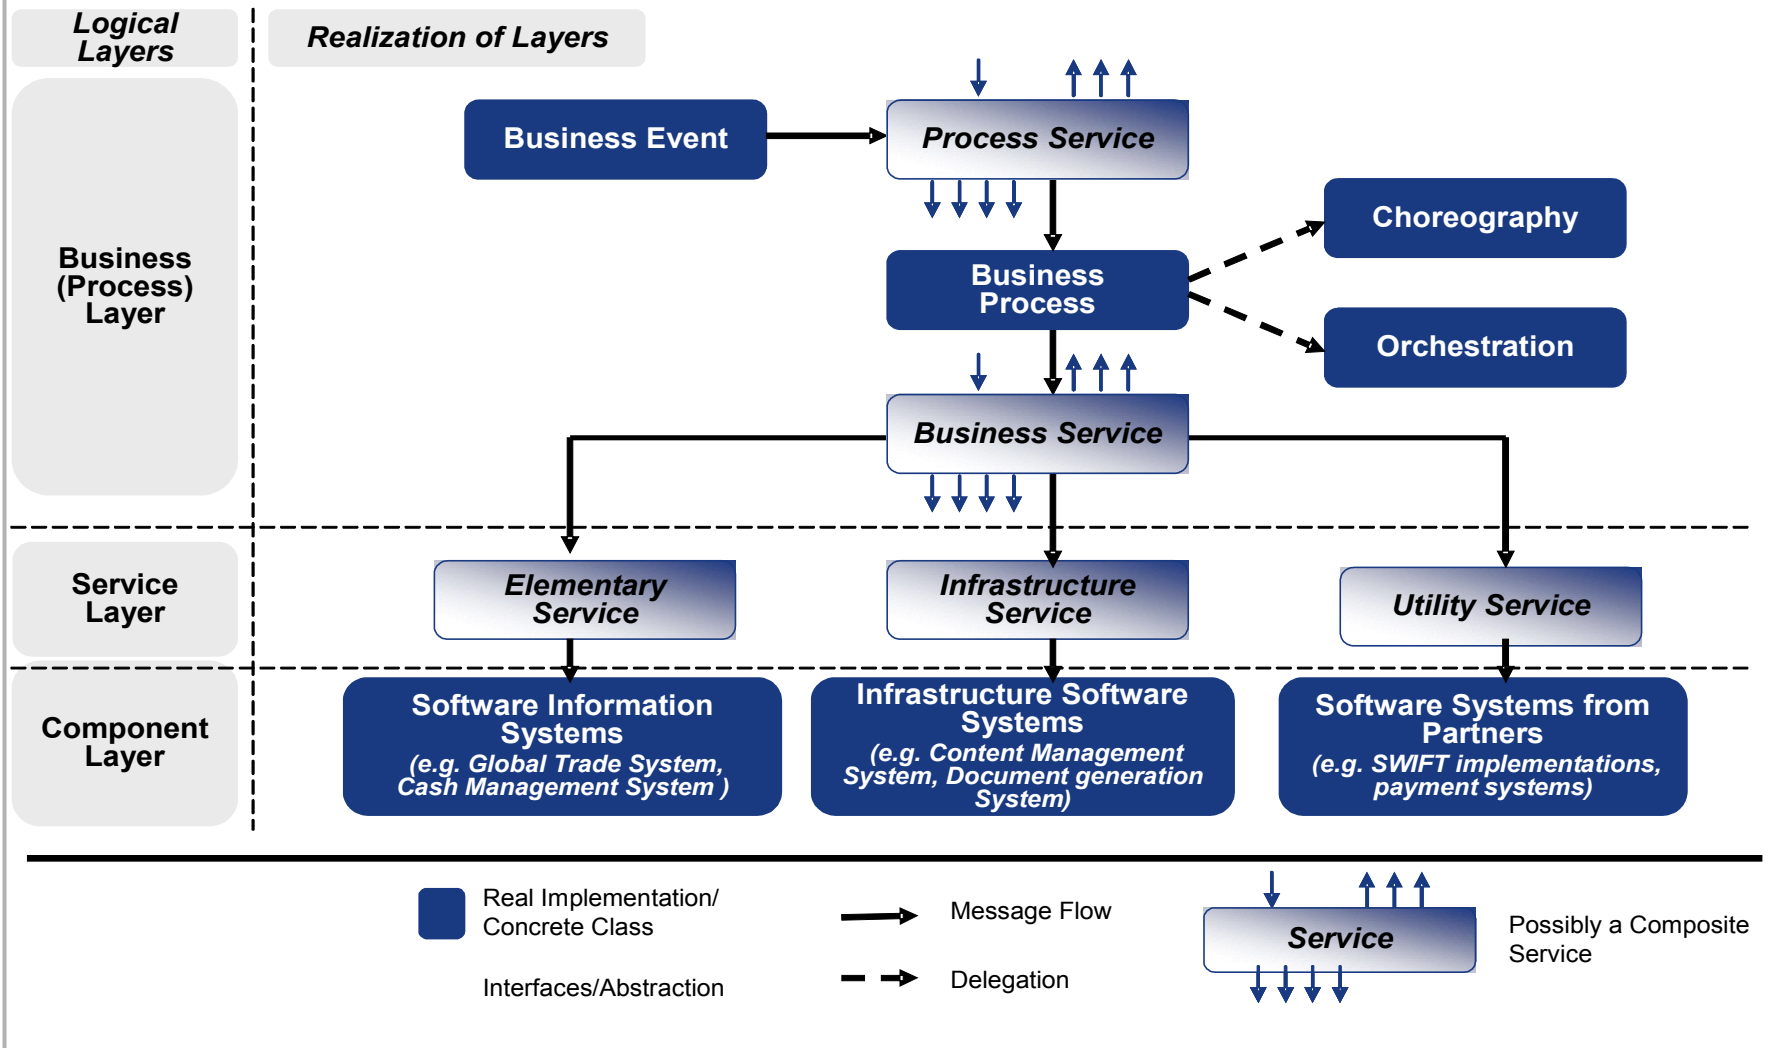 Logical
Layers
Realization of Layers
Business Event
Process Service
Choreography
Business
(Process)
Layer
Business
Process
Orchestration
Business Service
Service
Layer
Elementary
Service
Infrastructure
Service
Utility Service
Component
Layer
Software Information
Systems
(e.g. Global Trade System,
Cash Management System )
Infrastructure Software
Systems
(e.g. Content Management
System, Document generation
System)
Software Systems from
Partners
(e.g. SWIFT implementations,
payment systems)
Real Implementation/
Concrete Class
Interfaces/Abstraction
Message Flow
Delegation
Service
Possibly a Composite
Service